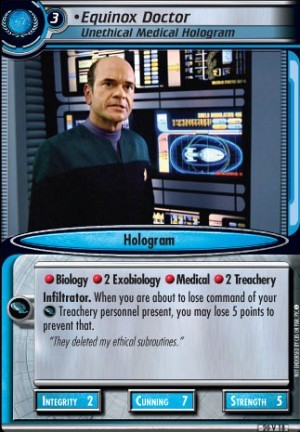 3 •Equinox Doctor
Unethical Medical Hologram
Hologram
Biology 2 Exobiology Medical 2 Treachery
Infiltrator. When you are about to lose command of your
Treachery personnel present, you may lose 5 points to
prevent that.
"They deleted my ethical subroutines."
INTEGRITY 2 CUNNING 7 STRENGTH 5